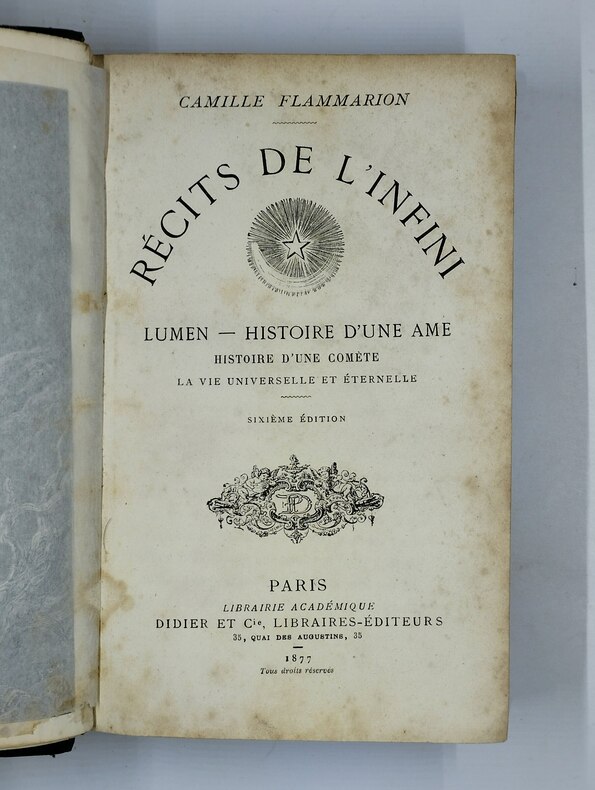 CAMILLE FLAMMARION
RÉCITS DE L'INFINI
LUMEN — HISTOIRE D'UNE AME
HISTOIRE D'UNE COMÈTE
LA VIE UNIVERSELLE ET ÉTERNELLE
SIXIÈME ÉDITION
PARIS
LIBRAIRIE ACADÉMIQUE
DIDIER ET Cie, LIBRAIRES-ÉDITEURS
35, QUAI DES AUGUSTINS, 35
1877
Tous droits réservés